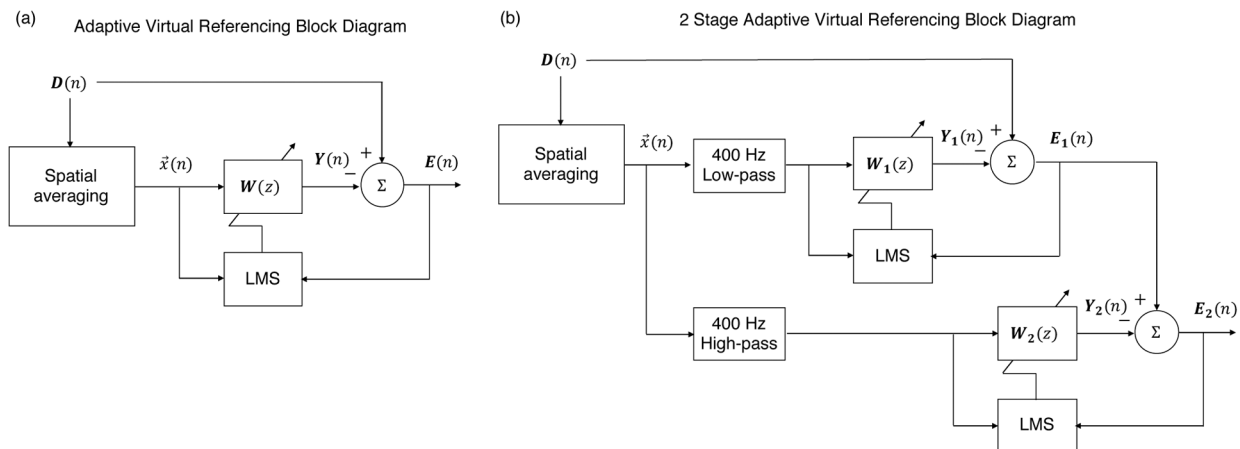 (a)
Adaptive Virtual Referencing Block Diagram
D(n)
Spatial
averaging
x⃗(n)
W(z)
Y(n)
+
−
Σ
E(n)
LMS
(b)
2 Stage Adaptive Virtual Referencing Block Diagram
D(n)
Spatial
averaging
x⃗(n)
400 Hz
Low-pass
W₁(z)
Y₁(n)
+
−
Σ
E₁(n)
LMS
400 Hz
High-pass
W₂(z)
Y₂(n)
+
−
Σ
E₂(n)
LMS